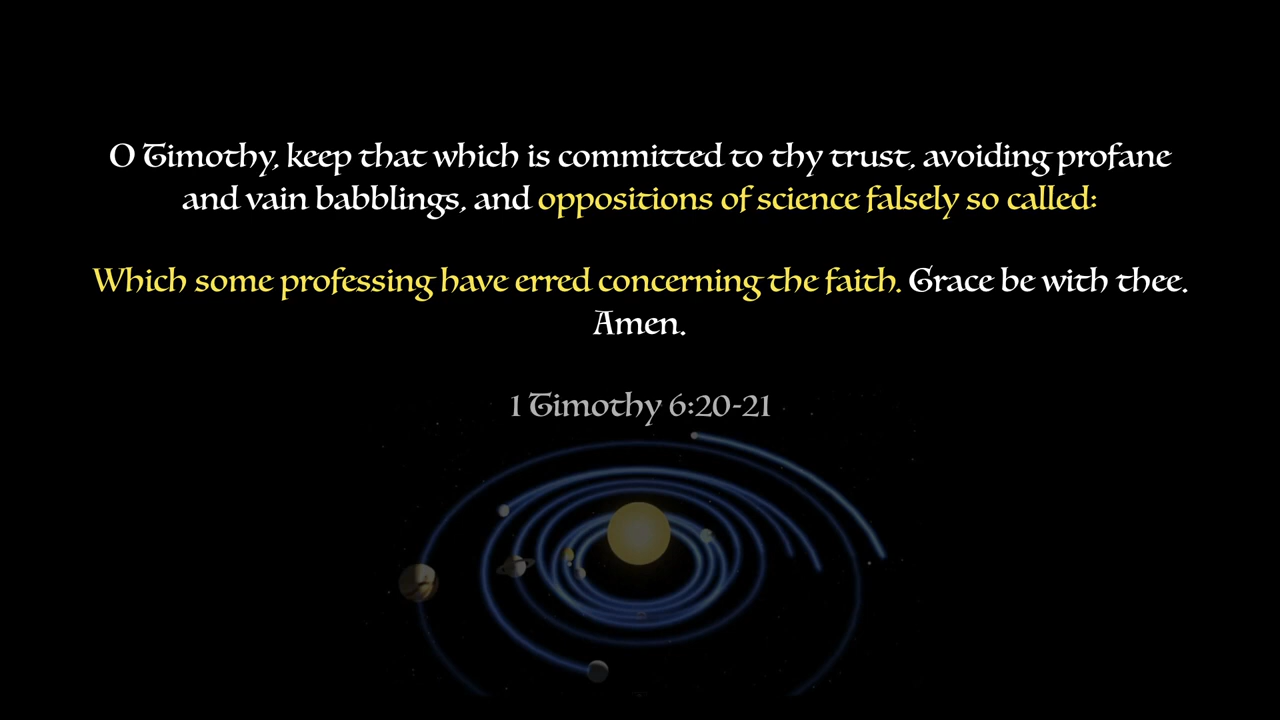 O Timothy, keep that which is committed to thy trust, avoiding profane
and vain babblings, and oppositions of science falsely so called:
Which some professing have erred concerning the faith. Grace be with thee.
Amen.
1 Timothy 6:20-21